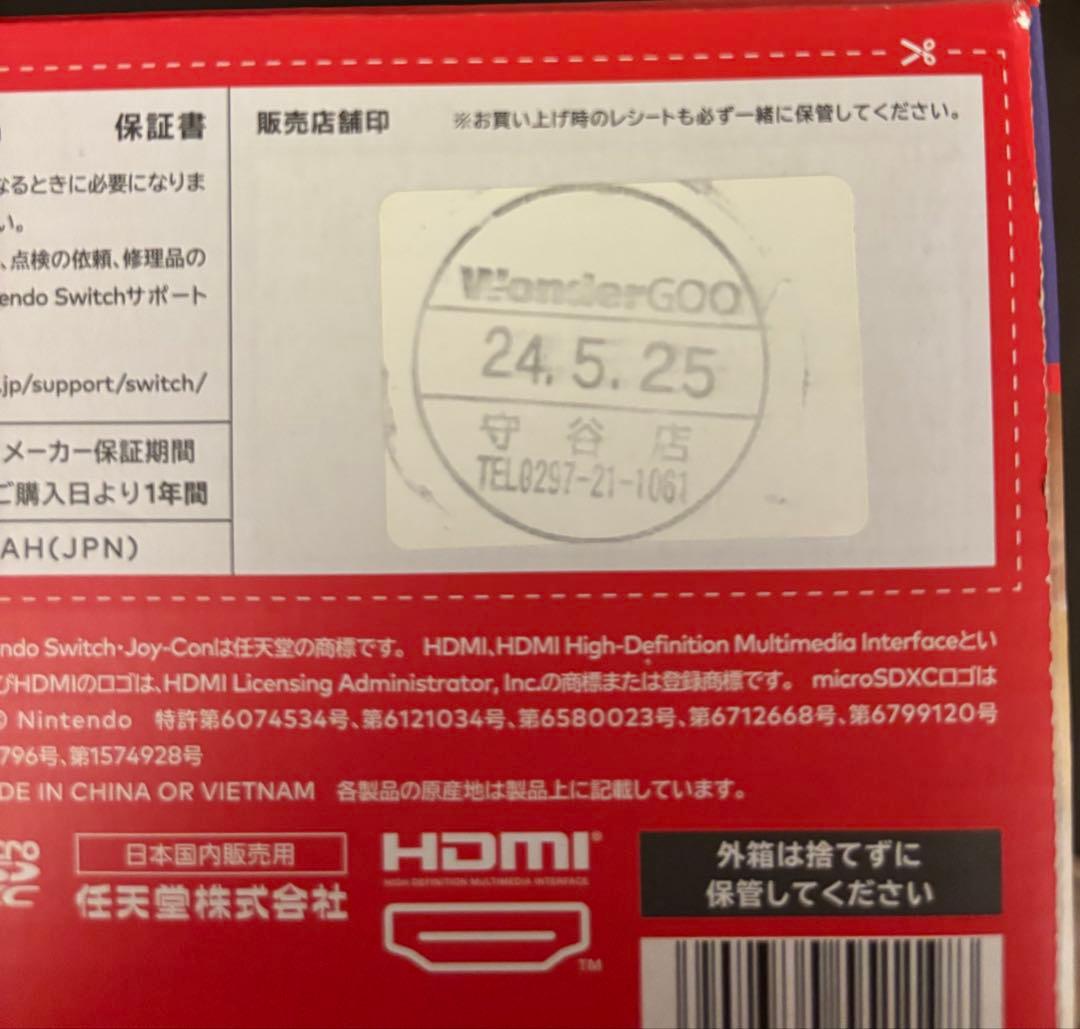 保証書
なるときに必要になりま
い。
、点検の依頼、修理品の
endo Switchサポート
.jp/support/switch/
メーカー保証期間
ご購入日より1年間
AH(JPN)
販売店舗印
※お買い上げ時のレシートも必ず一緒に保管してください。
WonderGOO
24.5.25
守谷店
TEL0297-21-1061
ndo Switch・Joy-Conは任天堂の商標です。 HDMI、HDMI High-Definition Multimedia Interfaceとい
びHDMIのロゴは、HDMI Licensing Administrator, Inc.の商標または登録商標です。 microSDXCロゴは
© Nintendo 特許第6074534号、第6121034号、第6580023号、第6712668号、第6799120号
796号、第1574928号
DE IN CHINA OR VIETNAM 各製品の原産地は製品上に記載しています。
日本国内販売用
任天堂株式会社
HDMI®
HIGH-DEFINITION MULTIMEDIA INTERFACE
TM
外箱は捨てずに
保管してください